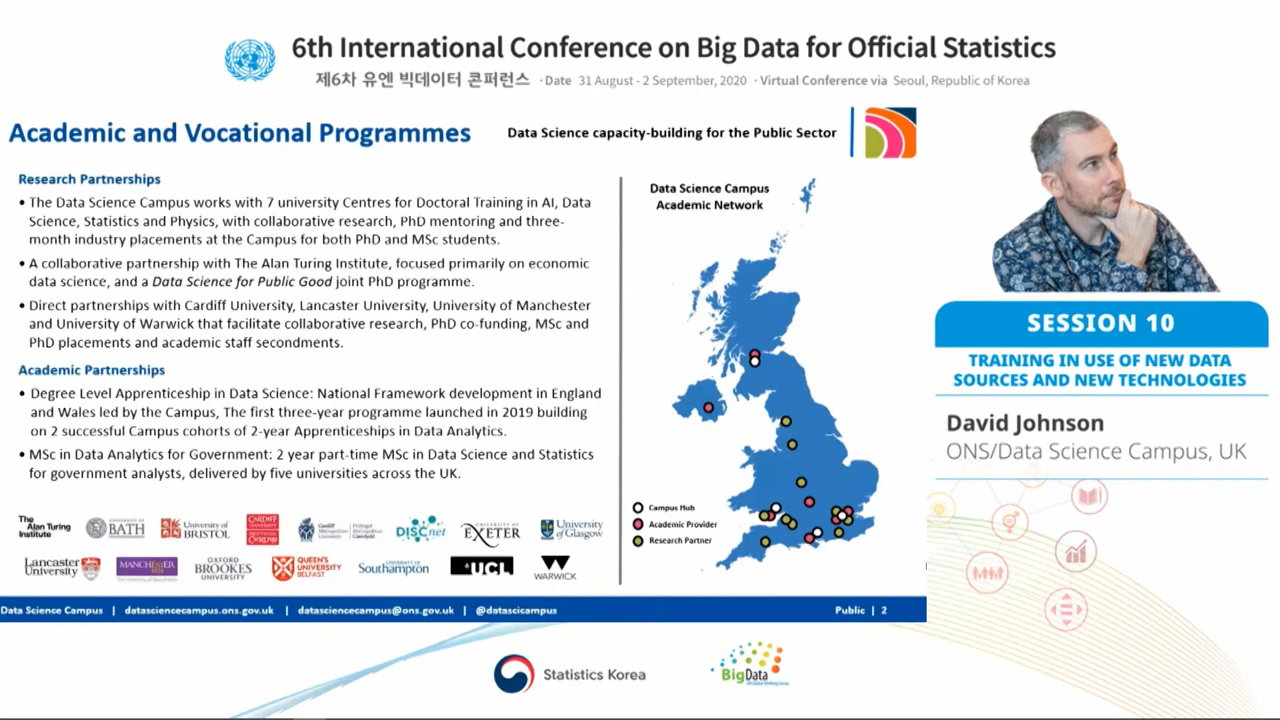 6th International Conference on Big Data for Official Statistics
제6차 유엔 빅데이터 콘퍼런스 · Date 31 August - 2 September, 2020 · Virtual Conference via Seoul, Republic of Korea
Academic and Vocational Programmes
Data Science capacity-building for the Public Sector
Research Partnerships
• The Data Science Campus works with 7 university Centres for Doctoral Training in AI, Data
Science, Statistics and Physics, with collaborative research, PhD mentoring and three-
month industry placements at the Campus for both PhD and MSc students.
• A collaborative partnership with The Alan Turing Institute, focused primarily on economic
data science, and a Data Science for Public Good joint PhD programme.
• Direct partnerships with Cardiff University, Lancaster University, University of Manchester
and University of Warwick that facilitate collaborative research, PhD co-funding, MSc and
PhD placements and academic staff secondments.
Academic Partnerships
• Degree Level Apprenticeship in Data Science: National Framework development in England
and Wales led by the Campus, The first three-year programme launched in 2019 building
on 2 successful Campus cohorts of 2-year Apprenticeships in Data Analytics.
• MSc in Data Analytics for Government: 2 year part-time MSc in Data Science and Statistics
for government analysts, delivered by five universities across the UK.
The Alan Turing Institute
UNIVERSITY OF BATH
University of BRISTOL
CARDIFF UNIVERSITY
Cardiff Metropolitan University
DISCnet
UNIVERSITY OF EXETER
University of Glasgow
Lancaster University
MANCHESTER 1824
The University of Manchester
OXFORD BROOKES UNIVERSITY
QUEEN'S UNIVERSITY BELFAST
UNIVERSITY OF Southampton
UCL
WARWICK
Data Science Campus
Academic Network
Campus Hub
Academic Provider
Research Partner
Data Science Campus | datasciencecampus.ons.gov.uk | datasciencecampus@ons.gov.uk | @datascicampus
Public | 2
SESSION 10
TRAINING IN USE OF NEW DATA
SOURCES AND NEW TECHNOLOGIES
David Johnson
ONS/Data Science Campus, UK
Statistics Korea
BigData
UN Global Working Group